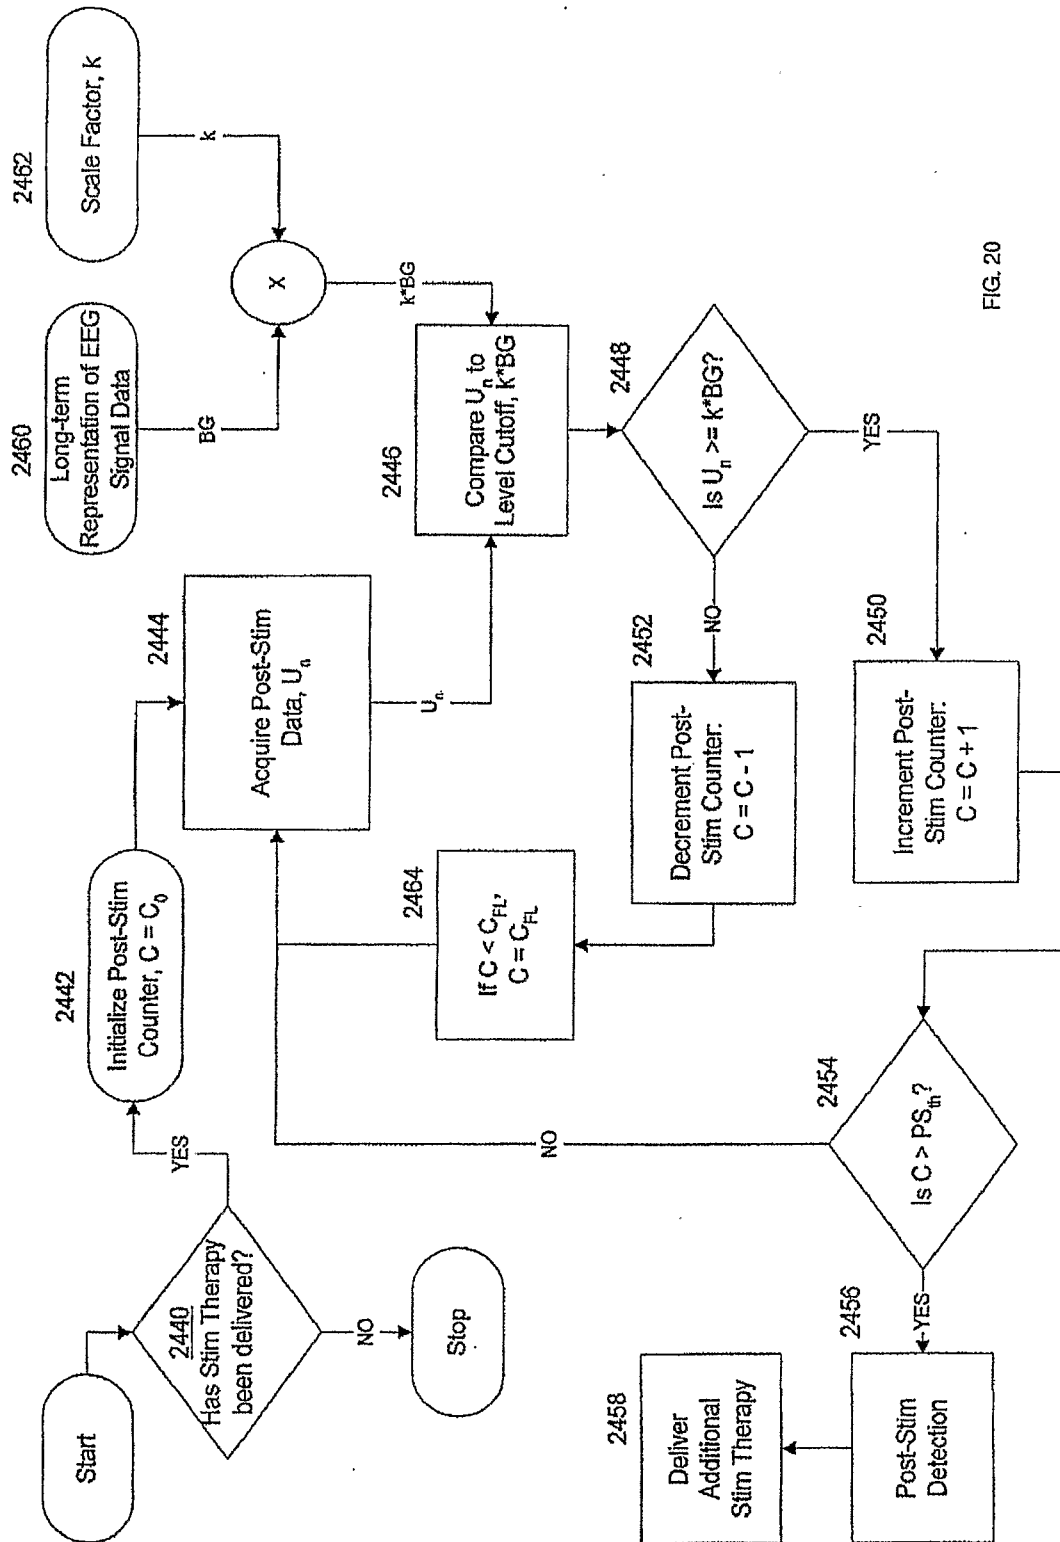 Start
2440
Has Stim Therapy
been delivered?
NO
Stop
YES
2442
Initialize Post-Stim
Counter, C = C0
2444
Acquire Post-Stim
Data, Un
Un
2460
Long-term
Representation of EEG
Signal Data
BG
2462
Scale Factor, k
k
X
k*BG
2446
Compare Un to
Level Cutoff, k*BG
2448
Is Un >= k*BG?
NO
YES
2452
Decrement Post-
Stim Counter:
C = C - 1
2464
If C < CFL,
C = CFL
2450
Increment Post-
Stim Counter:
C = C + 1
2454
Is C > PSth?
NO
YES
2456
Post-Stim
Detection
2458
Deliver
Additional
Stim Therapy
FIG. 20